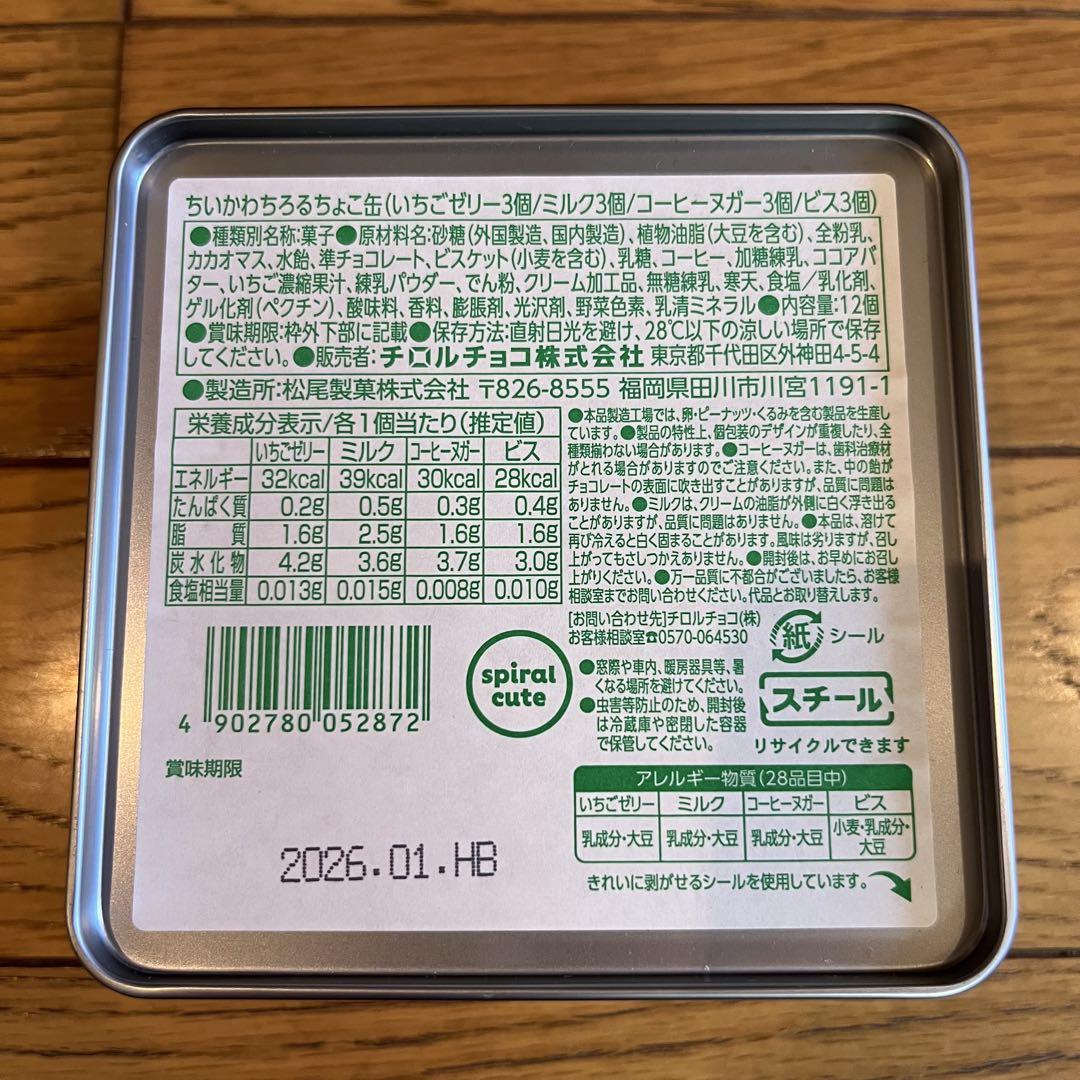 ちいかわちろるちょこ缶(いちごゼリー3個/ミルク3個/コーヒーヌガー3個/ビス3個)
●種類別名称:菓子●原材料名:砂糖(外国製造、国内製造)、植物油脂(大豆を含む)、全粉乳、
カカオマス、水飴、準チョコレート、ビスケット(小麦を含む)、乳糖、コーヒー、加糖練乳、ココアバ
ター、いちご濃縮果汁、練乳パウダー、でん粉、クリーム加工品、無糖練乳、寒天、食塩/乳化剤、
ゲル化剤(ペクチン)、酸味料、香料、膨脹剤、光沢剤、野菜色素、乳清ミネラル●内容量:12個
●賞味期限:枠外下部に記載●保存方法:直射日光を避け、28℃以下の涼しい場所で保存
してください。●販売者:チロルチョコ株式会社 東京都千代田区外神田4-5-4
●製造所:松尾製菓株式会社 〒826-8555 福岡県田川市川宮1191-1
栄養成分表示/各1個当たり(推定値)
いちごゼリー ミルク コーヒーヌガー ビス
エネルギー 32kcal 39kcal 30kcal 28kcal
たんぱく質 0.2g 0.5g 0.3g 0.4g
脂質 1.6g 2.5g 1.6g 1.6g
炭水化物 4.2g 3.6g 3.7g 3.0g
食塩相当量 0.013g 0.015g 0.008g 0.010g
●本品製造工場では、卵・ピーナッツ・くるみを含む製品を生産し
ています。●製品の特性上、個包装のデザインが重複したり、全
種類揃わない場合があります。●コーヒーヌガーは、歯科治療材
がとれる場合がありますのでご注意ください。また、中の飴が
チョコレートの表面に吹き出すことがありますが、品質に問題は
ありません。●ミルクは、クリームの油脂が外側に白く浮き出る
ことがありますが、品質に問題はありません。●本品は、溶けて
再び冷えると白く固まることがあります。風味は劣りますが、召し
上がってもさしつかえありません。●開封後は、お早めにお召し
上がりください。●万一品質に不都合がございましたら、お客様
相談室までお問い合わせください。代品とお取り替えします。
[お問い合わせ先]チロルチョコ(株)
お客様相談室☎0570-064530
紙 シール
●窓際や車内、暖房器具等、暑
くなる場所を避けてください。
●虫害等防止のため、開封後
は冷蔵庫や密閉した容器
で保管してください。
スチール
リサイクルできます
spiral
cute
4 902780 052872
賞味期限
2026.01.HB
アレルギー物質(28品目中)
いちごゼリー ミルク コーヒーヌガー ビス
乳成分・大豆 乳成分・大豆 乳成分・大豆 小麦・乳成分・
大豆
きれいに剥がせるシールを使用しています。